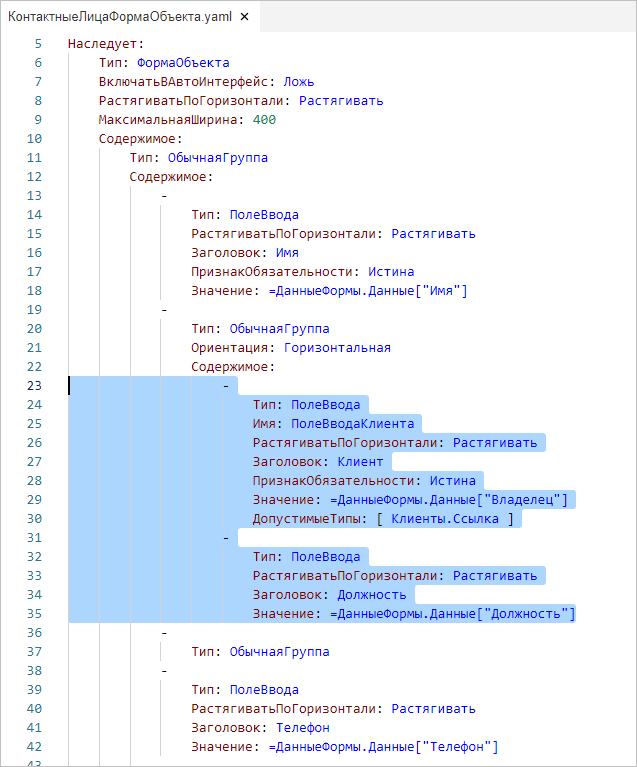 КонтактныеЛицаФормаОбъекта.yaml ×
5 Наследует:
6 Тип: ФормаОбъекта
7 ВключатьВАвтоИнтерфейс: Ложь
8 РастягиватьПоГоризонтали: Растягивать
9 МаксимальнаяШирина: 400
10 Содержимое:
11 Тип: ОбычнаяГруппа
12 Содержимое:
13 -
14 Тип: ПолеВвода
15 РастягиватьПоГоризонтали: Растягивать
16 Заголовок: Имя
17 ПризнакОбязательности: Истина
18 Значение: =ДанныеФормы.Данные["Имя"]
19 -
20 Тип: ОбычнаяГруппа
21 Ориентация: Горизонтальная
22 Содержимое:
23 -
24 Тип: ПолеВвода
25 Имя: ПолеВводаКлиента
26 РастягиватьПоГоризонтали: Растягивать
27 Заголовок: Клиент
28 ПризнакОбязательности: Истина
29 Значение: =ДанныеФормы.Данные["Владелец"]
30 ДопустимыеТипы: [ Клиенты.Ссылка ]
31 -
32 Тип: ПолеВвода
33 РастягиватьПоГоризонтали: Растягивать
34 Заголовок: Должность
35 Значение: =ДанныеФормы.Данные["Должность"]
36 -
37 Тип: ОбычнаяГруппа
38 -
39 Тип: ПолеВвода
40 РастягиватьПоГоризонтали: Растягивать
41 Заголовок: Телефон
42 Значение: =ДанныеФормы.Данные["Телефон"]
43